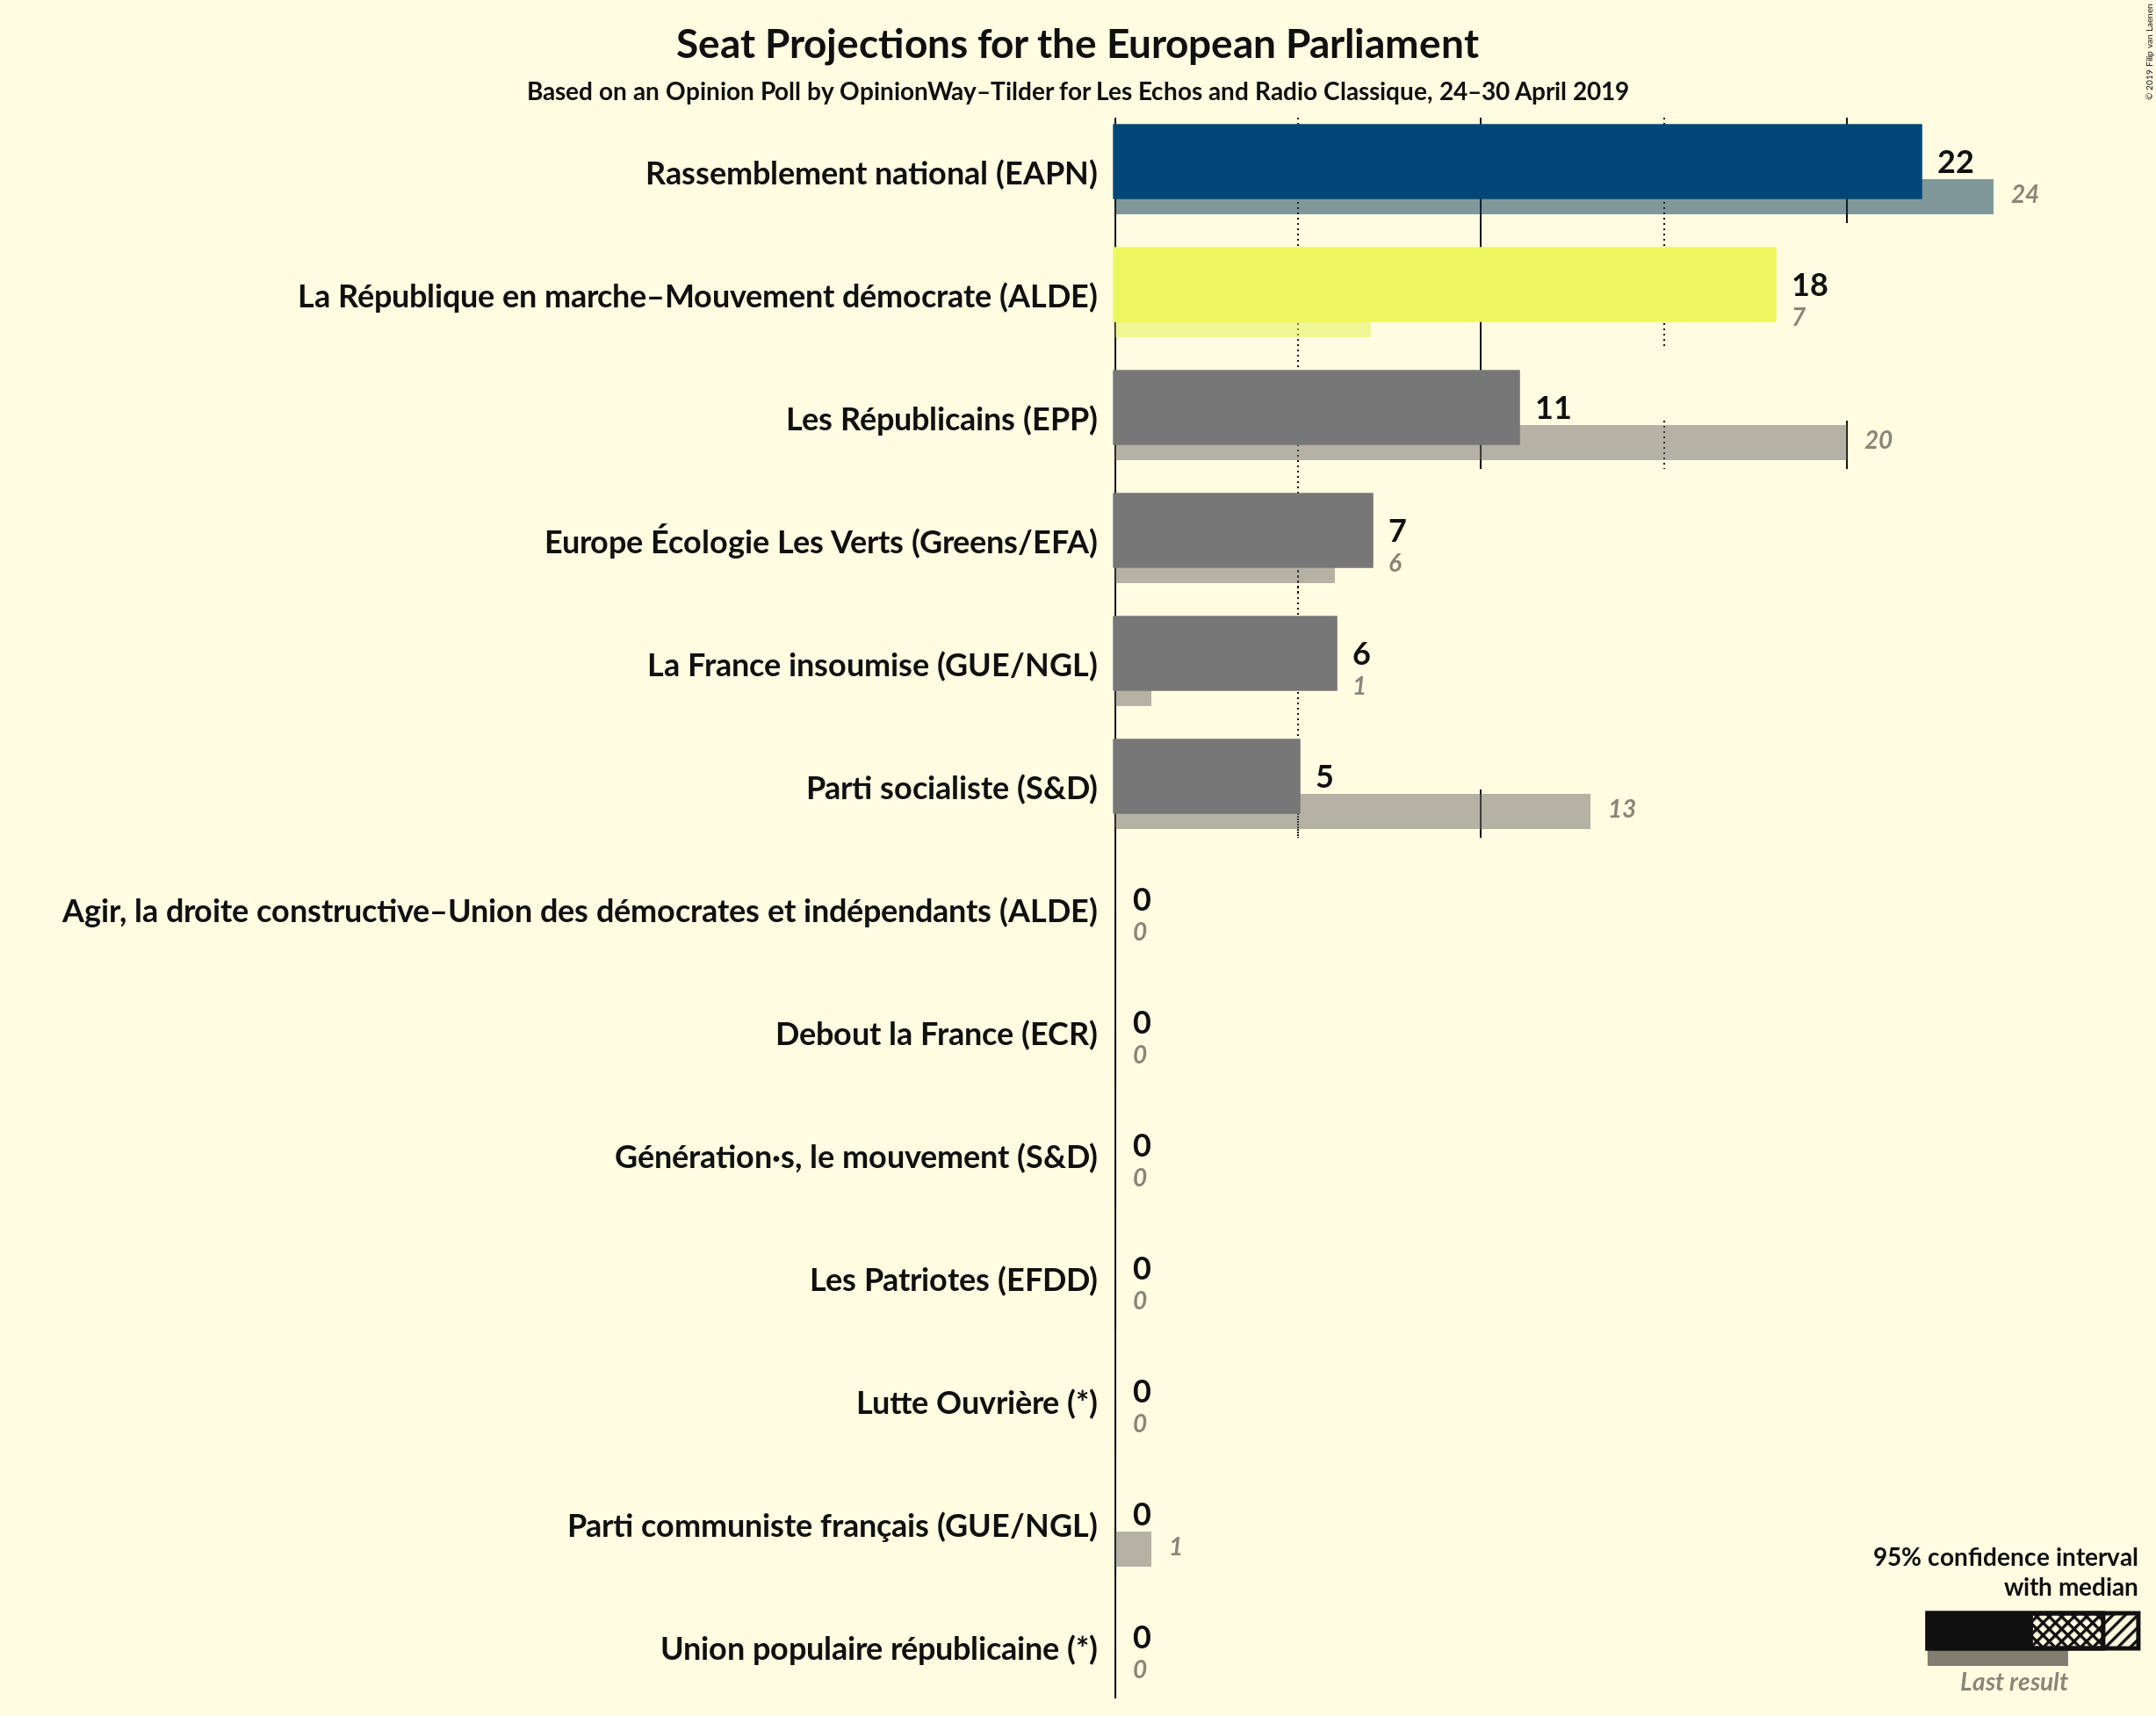 Seat Projections for the European Parliament
Based on an Opinion Poll by OpinionWay–Tilder for Les Echos and Radio Classique, 24–30 April 2019
© 2019 Filip van Laenen
Rassemblement national (EAPN)
22
24
La République en marche–Mouvement démocrate (ALDE)
18
7
Les Républicains (EPP)
11
20
Europe Écologie Les Verts (Greens/EFA)
7
6
La France insoumise (GUE/NGL)
6
1
Parti socialiste (S&D)
5
13
Agir, la droite constructive–Union des démocrates et indépendants (ALDE)
0
0
Debout la France (ECR)
0
0
Génération·s, le mouvement (S&D)
0
0
Les Patriotes (EFDD)
0
0
Lutte Ouvrière (*)
0
0
Parti communiste français (GUE/NGL)
0
1
Union populaire républicaine (*)
0
0
95% confidence interval
with median
Last result